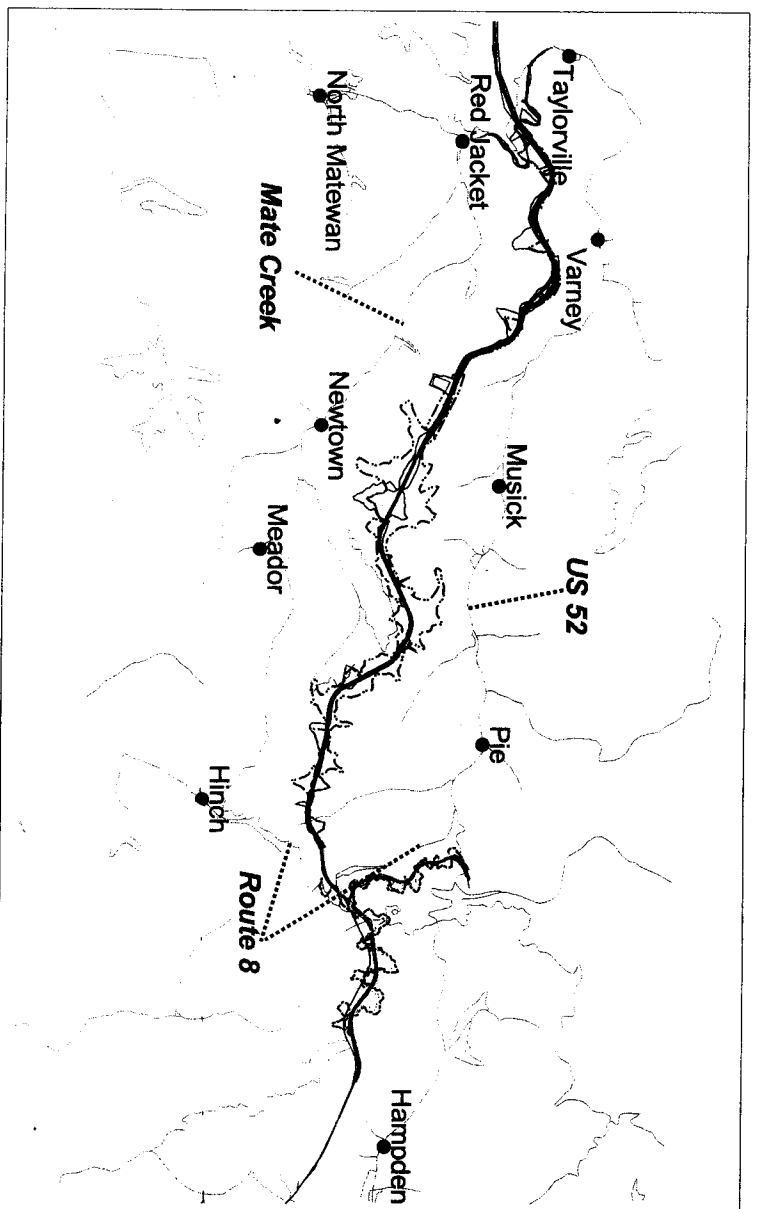 Taylorville
Varney
Red Jacket
North Matewan
Mate Creek
Newtown
Musick
Meador
US 52
Pie
Hinch
Route 8
Hampden